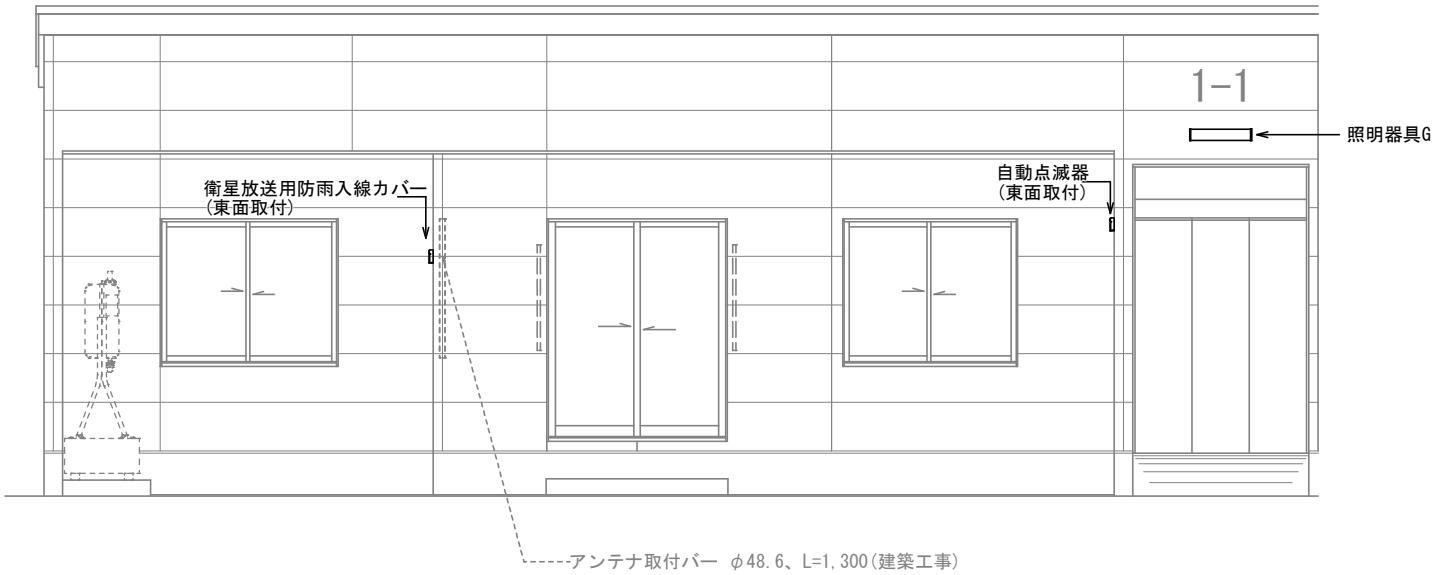 1-1
照明器具G
自動点滅器
(東面取付)
衛星放送用防雨入線カバー
(東面取付)
アンテナ取付バー φ48.6、L=1,300(建築工事)